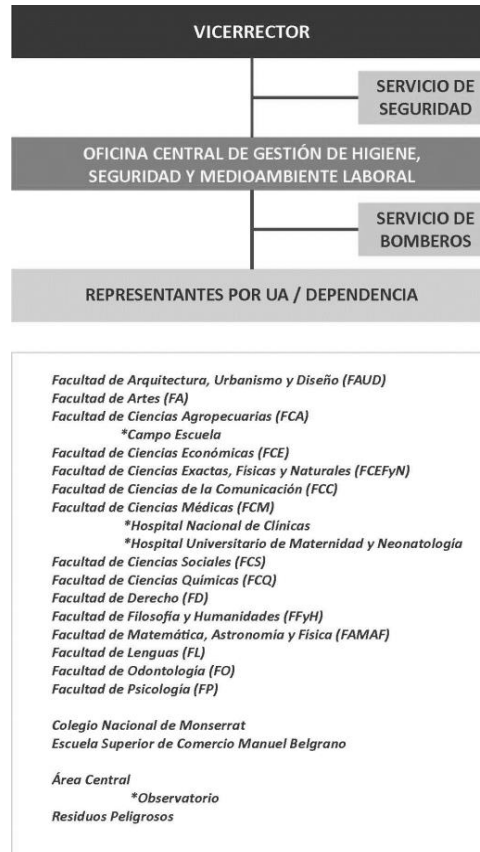 VICERRECTOR
SERVICIO DE
SEGURIDAD
OFICINA CENTRAL DE GESTIÓN DE HIGIENE,
SEGURIDAD Y MEDIOAMBIENTE LABORAL
SERVICIO DE
BOMBEROS
REPRESENTANTES POR UA / DEPENDENCIA
Facultad de Arquitectura, Urbanismo y Diseño (FAUD)
Facultad de Artes (FA)
Facultad de Ciencias Agropecuarias (FCA)
*Campo Escuela
Facultad de Ciencias Económicas (FCE)
Facultad de Ciencias Exactas, Físicas y Naturales (FCEFyN)
Facultad de Ciencias de la Comunicación (FCC)
Facultad de Ciencias Médicas (FCM)
*Hospital Nacional de Clínicas
*Hospital Universitario de Maternidad y Neonatología
Facultad de Ciencias Sociales (FCS)
Facultad de Ciencias Químicas (FCQ)
Facultad de Derecho (FD)
Facultad de Filosofía y Humanidades (FFyH)
Facultad de Matemática, Astronomía y Física (FAMAF)
Facultad de Lenguas (FL)
Facultad de Odontología (FO)
Facultad de Psicología (FP)
Colegio Nacional de Monserrat
Escuela Superior de Comercio Manuel Belgrano
Área Central
*Observatorio
Residuos Peligrosos